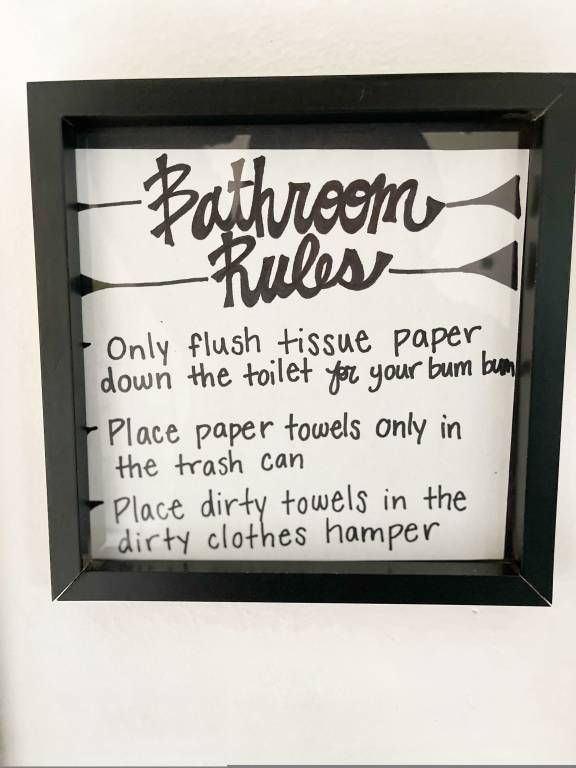 Bathroom
Rules
Only flush tissue paper
down the toilet for your bum bum
Place paper towels only in
the trash can
Place dirty towels in the
dirty clothes hamper